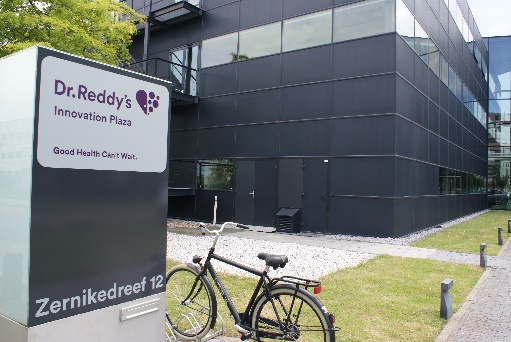 Dr.Reddy's
Innovation Plaza
Good Health Can't Wait.
Zernikedreef 12